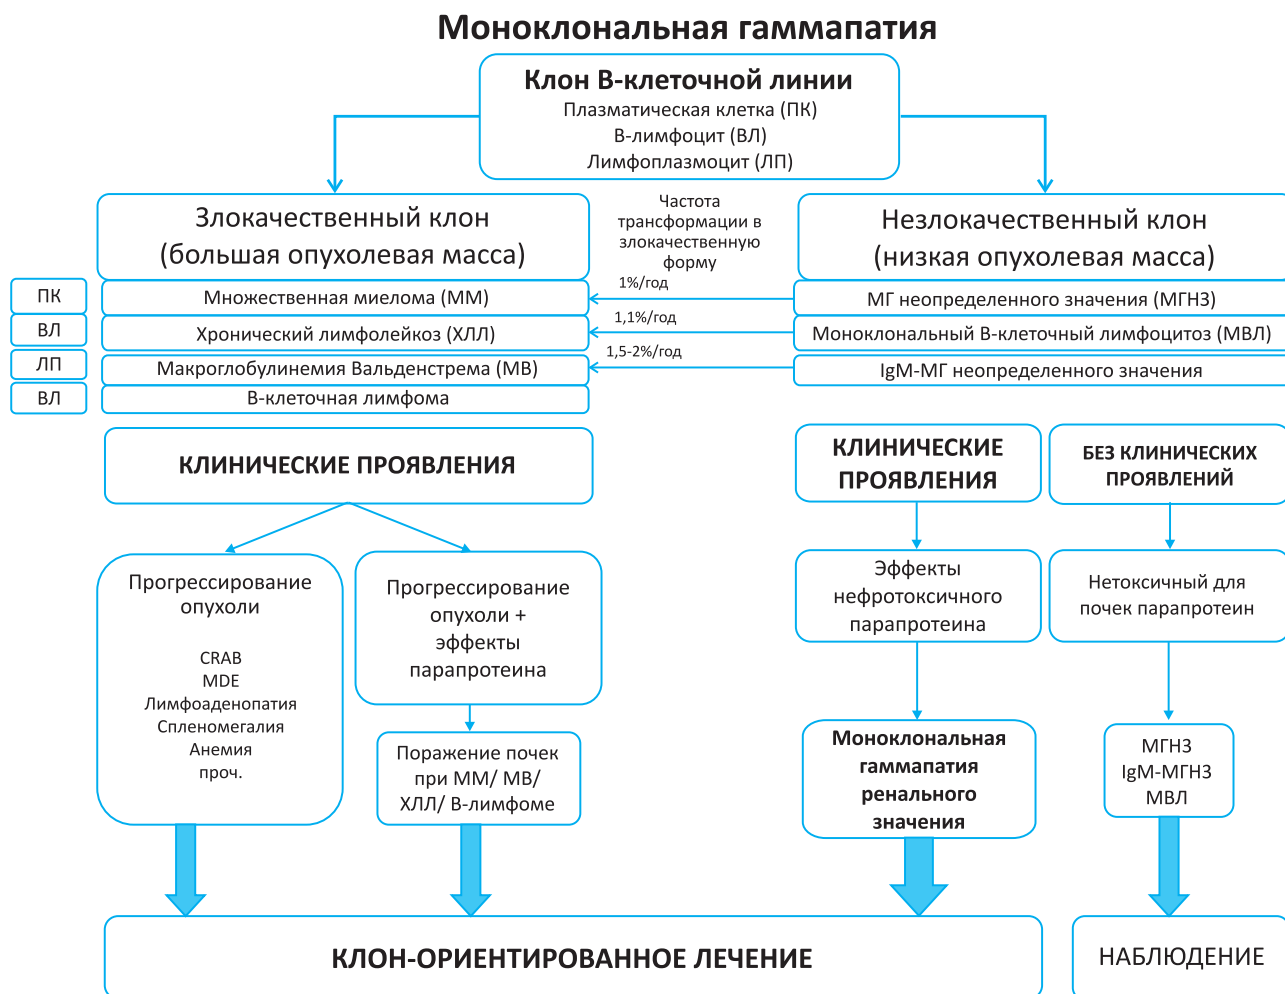 Моноклональная гаммапатия
Клон В-клеточной линии
Плазматическая клетка (ПК)
В-лимфоцит (ВЛ)
Лимфоплазмоцит (ЛП)
Злокачественный клон
(большая опухолевая масса)
Частота
трансформации в
злокачественную
форму
Незлокачественный клон
(низкая опухолевая масса)
ПК
Множественная миелома (ММ)
1%/год
МГ неопределенного значения (МГНЗ)
ВЛ
Хронический лимфолейкоз (ХЛЛ)
1,1%/год
Моноклональный В-клеточный лимфоцитоз (МВЛ)
ЛП
Макроглобулинемия Вальденстрема (МВ)
1,5-2%/год
IgM-МГ неопределенного значения
ВЛ
В-клеточная лимфома
КЛИНИЧЕСКИЕ ПРОЯВЛЕНИЯ
КЛИНИЧЕСКИЕ
ПРОЯВЛЕНИЯ
БЕЗ КЛИНИЧЕСКИХ
ПРОЯВЛЕНИЙ
Прогрессирование
опухоли
CRAB
MDE
Лимфоаденопатия
Спленомегалия
Анемия
проч.
Прогрессирование
опухоли +
эффекты
парапротеина
Эффекты
нефротоксичного
парапротеина
Нетоксичный для
почек парапротеин
Поражение почек
при ММ/ МВ/
ХЛЛ/ В-лимфоме
Моноклональная
гаммапатия
ренального
значения
МГНЗ
IgM-МГНЗ
МВЛ
КЛОН-ОРИЕНТИРОВАННОЕ ЛЕЧЕНИЕ
НАБЛЮДЕНИЕ